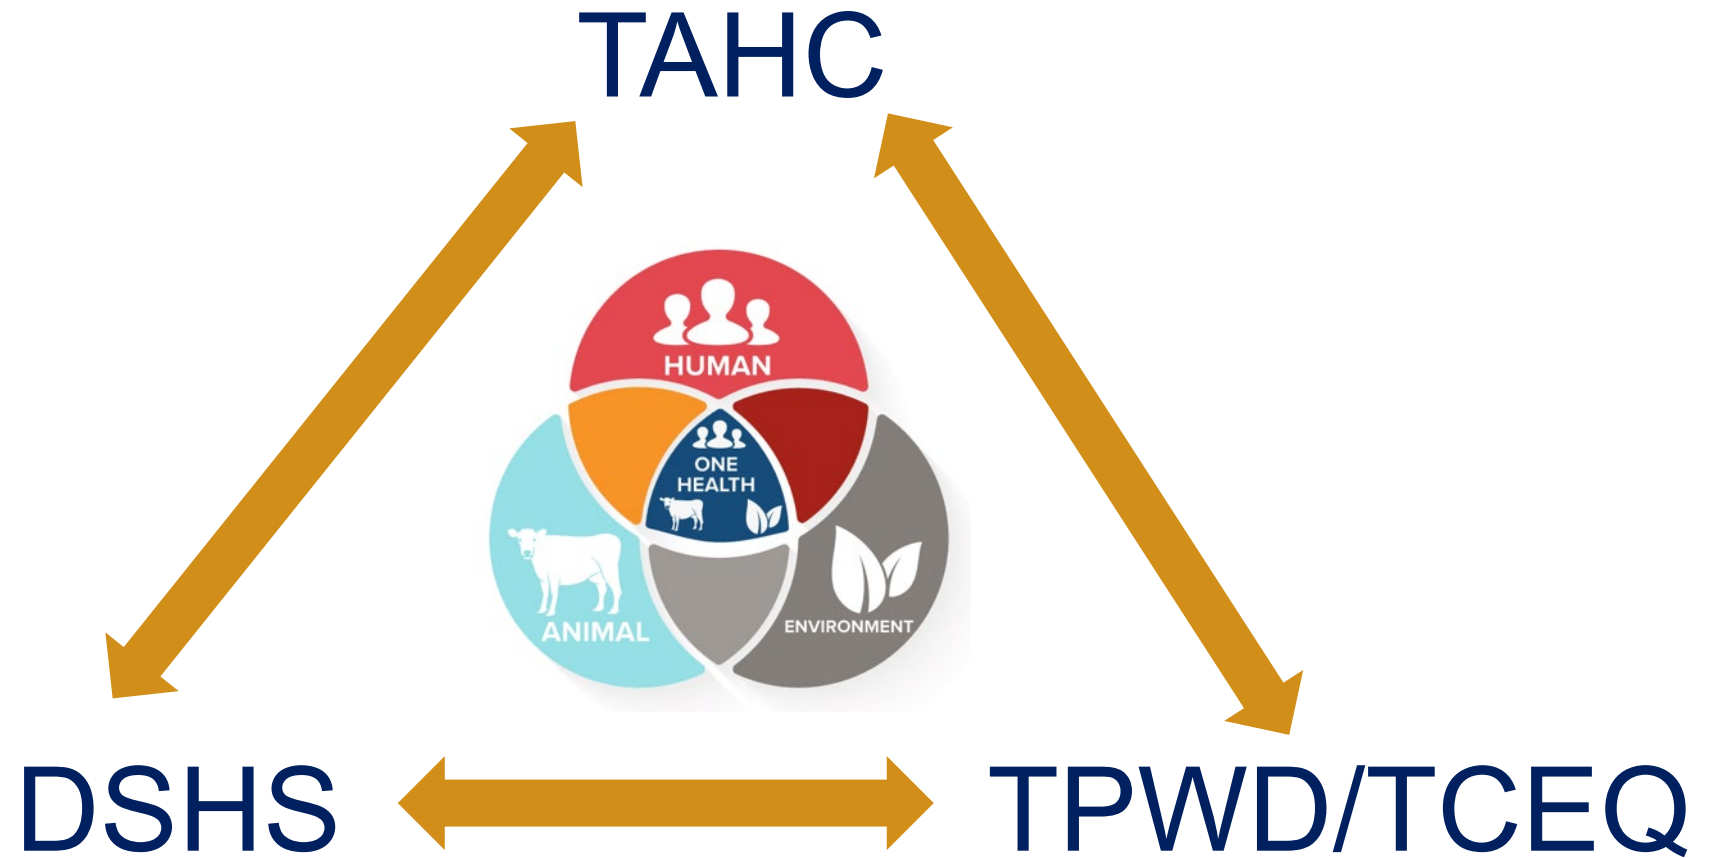 TAHC
HUMAN
ONE
HEALTH
ANIMAL
ENVIRONMENT
DSHS
TPWD/TCEQ